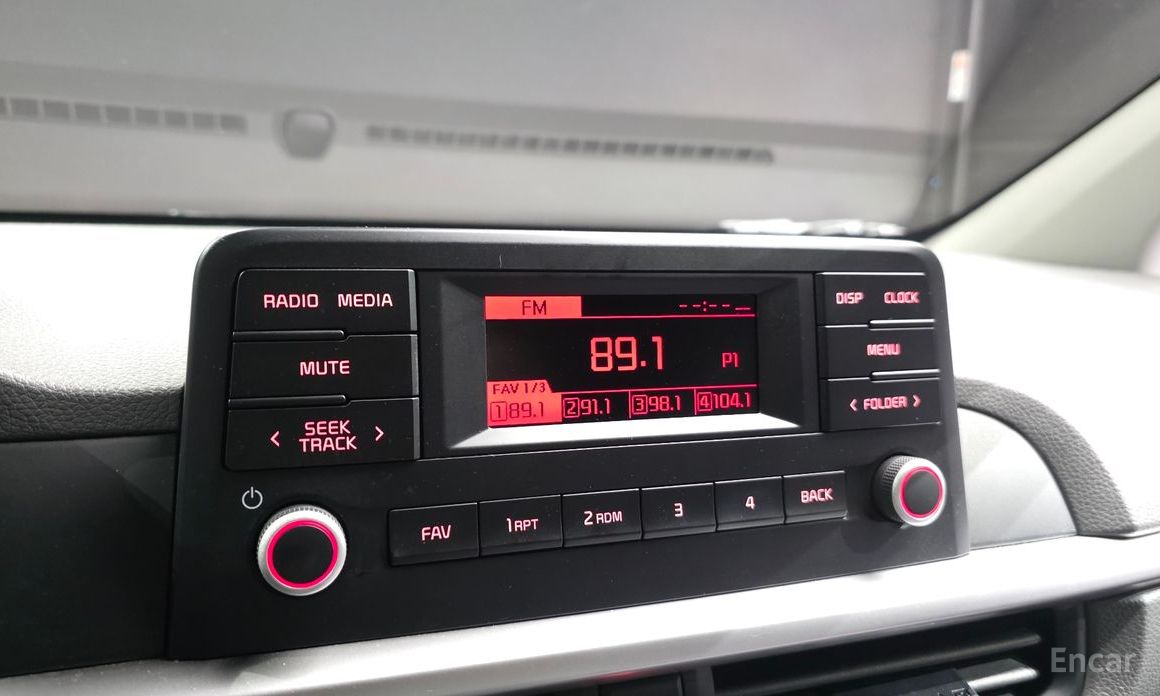 RADIO MEDIA
MUTE
SEEK
TRACK
FM --:-- --
89.1 P1
FAV 1/3
1 89.1 2 91.1 3 98.1 4 104.1
DISP CLOCK
MENU
< FOLDER >
FAV 1 RPT 2 RDM 3 4 BACK
Encar